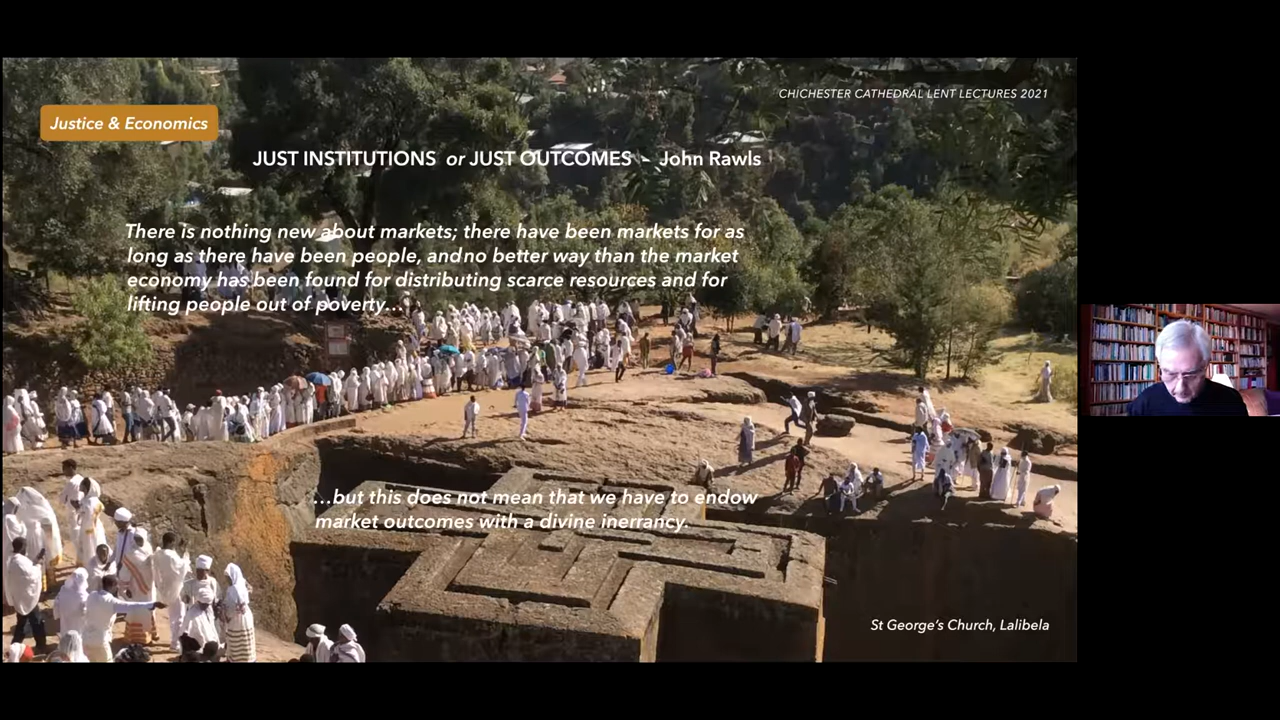 CHICHESTER CATHEDRAL LENT LECTURES 2021
Justice & Economics
JUST INSTITUTIONS or JUST OUTCOMES - John Rawls
There is nothing new about markets; there have been markets for as
long as there have been people, andno better way than the market
economy has been found for distributing scarce resources and for
lifting people out of poverty...
...but this does not mean that we have to endow
market outcomes with a divine inerrancy.
St George's Church, Lalibela